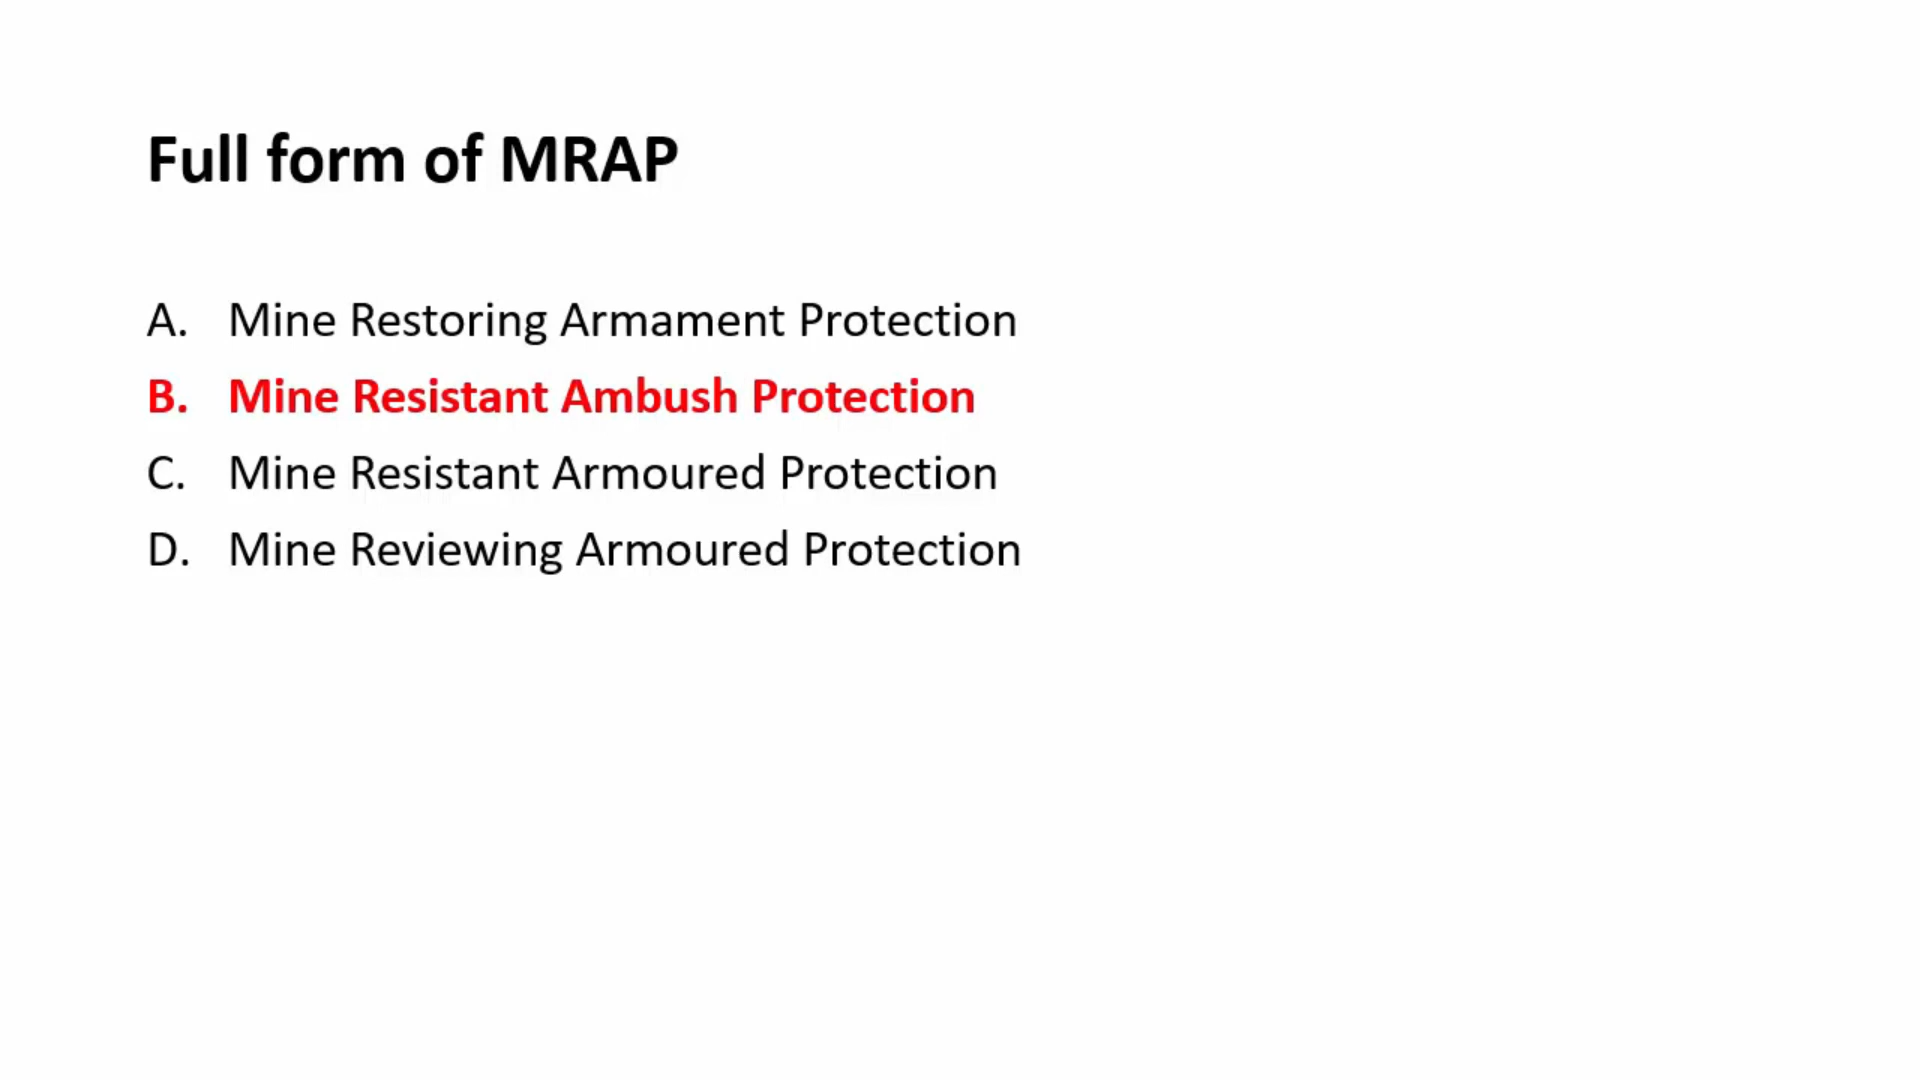 Full form of MRAP
A. Mine Restoring Armament Protection
B. Mine Resistant Ambush Protection
C. Mine Resistant Armoured Protection
D. Mine Reviewing Armoured Protection